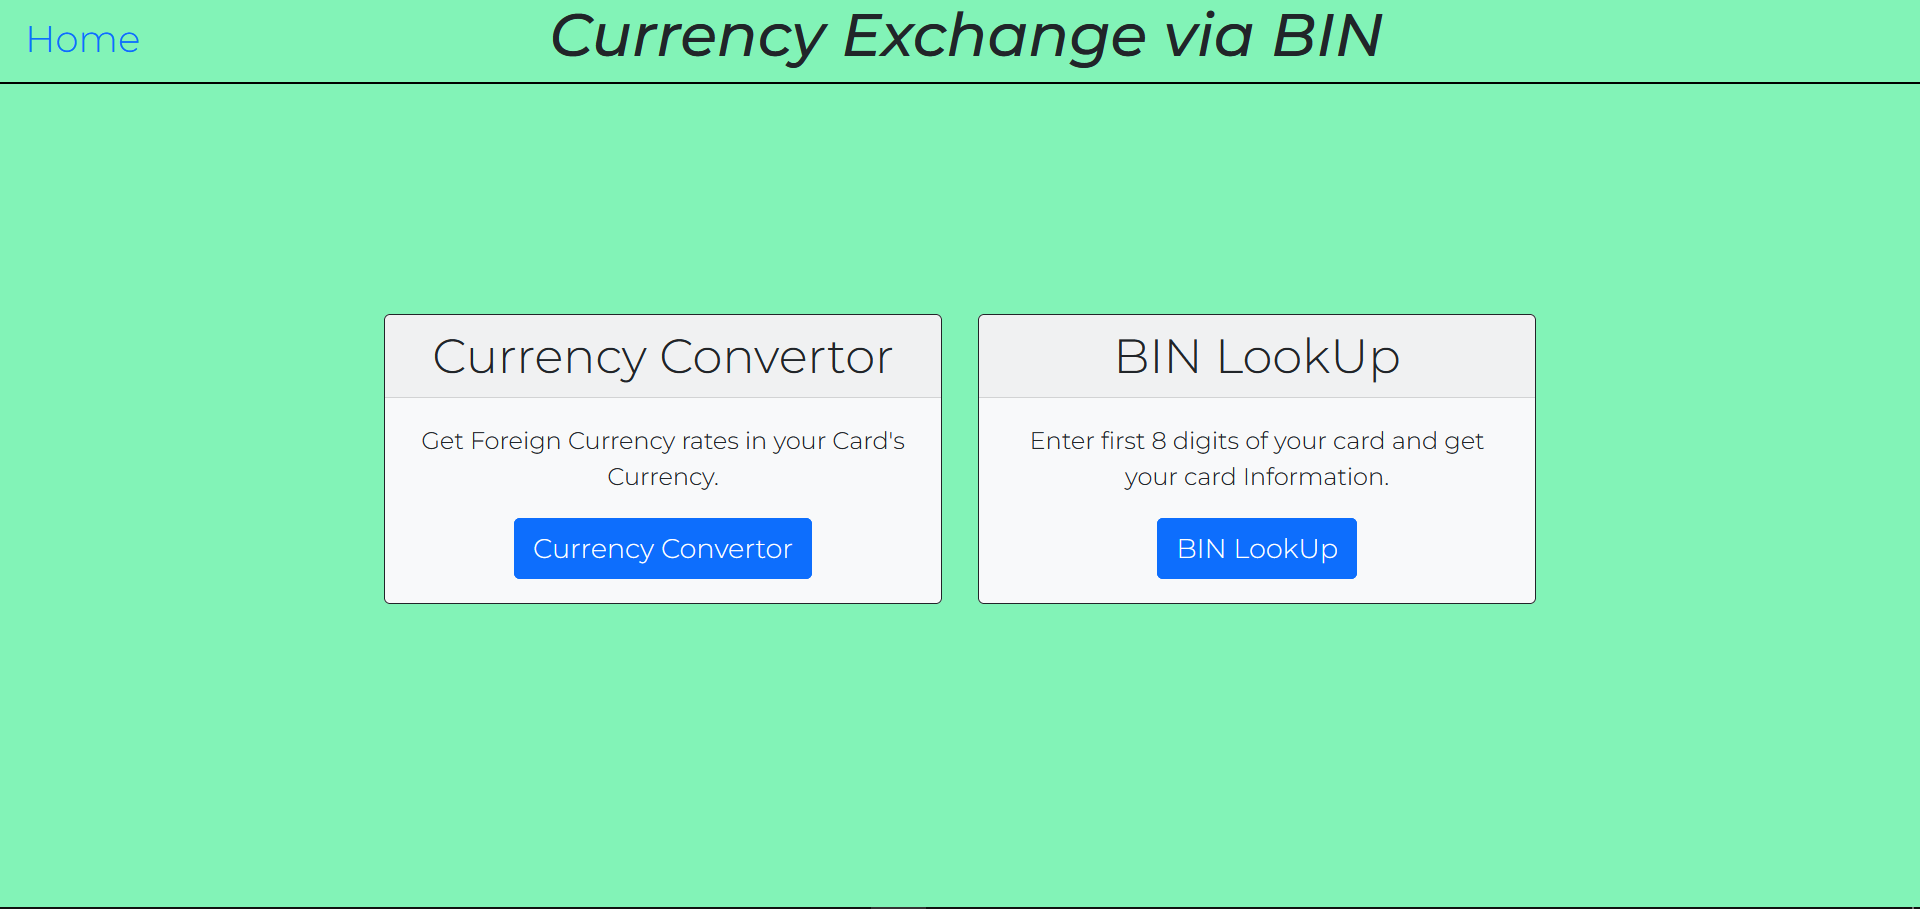 Home
Currency Exchange via BIN
Currency Convertor
Get Foreign Currency rates in your Card's
Currency.
Currency Convertor
BIN LookUp
Enter first 8 digits of your card and get
your card Information.
BIN LookUp